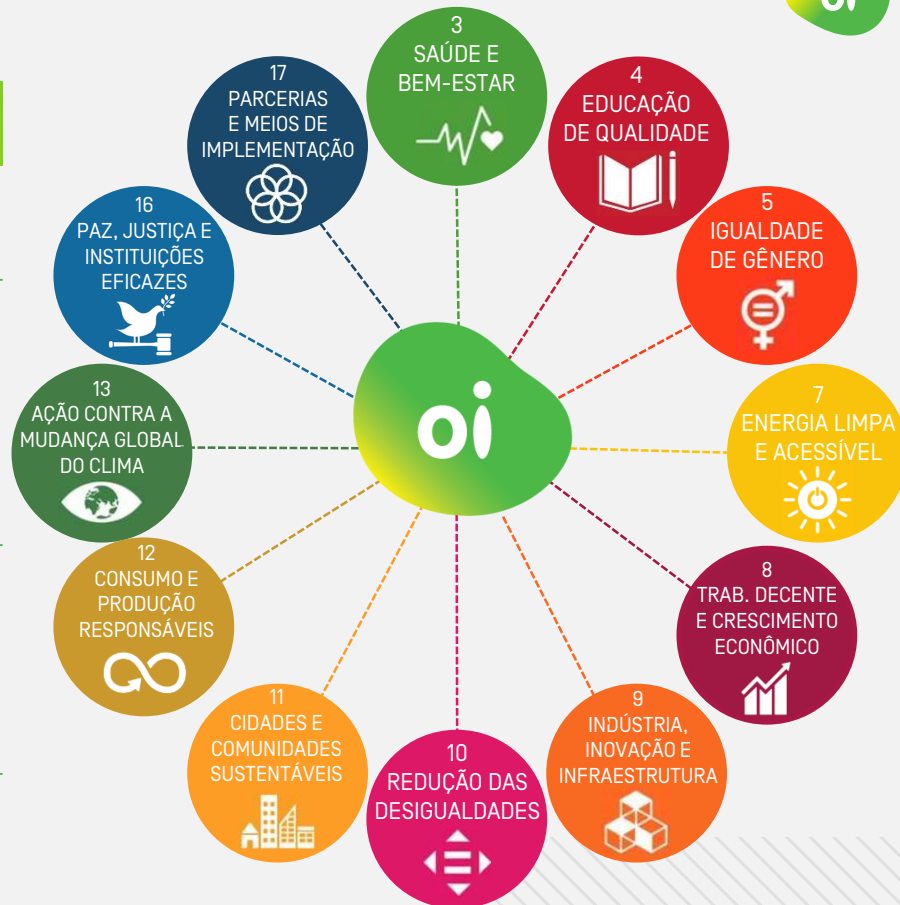 oi
3
SAÚDE E
BEM-ESTAR
4
EDUCAÇÃO
DE QUALIDADE
5
IGUALDADE
DE GÊNERO
7
ENERGIA LIMPA
E ACESSÍVEL
8
TRAB. DECENTE
E CRESCIMENTO
ECONÔMICO
9
INDÚSTRIA,
INOVAÇÃO E
INFRAESTRUTURA
10
REDUÇÃO DAS
DESIGUALDADES
11
CIDADES E
COMUNIDADES
SUSTENTÁVEIS
12
CONSUMO E
PRODUÇÃO
RESPONSÁVEIS
13
AÇÃO CONTRA A
MUDANÇA GLOBAL
DO CLIMA
16
PAZ, JUSTIÇA E
INSTITUIÇÕES
EFICAZES
17
PARCERIAS
E MEIOS DE
IMPLEMENTAÇÃO
oi